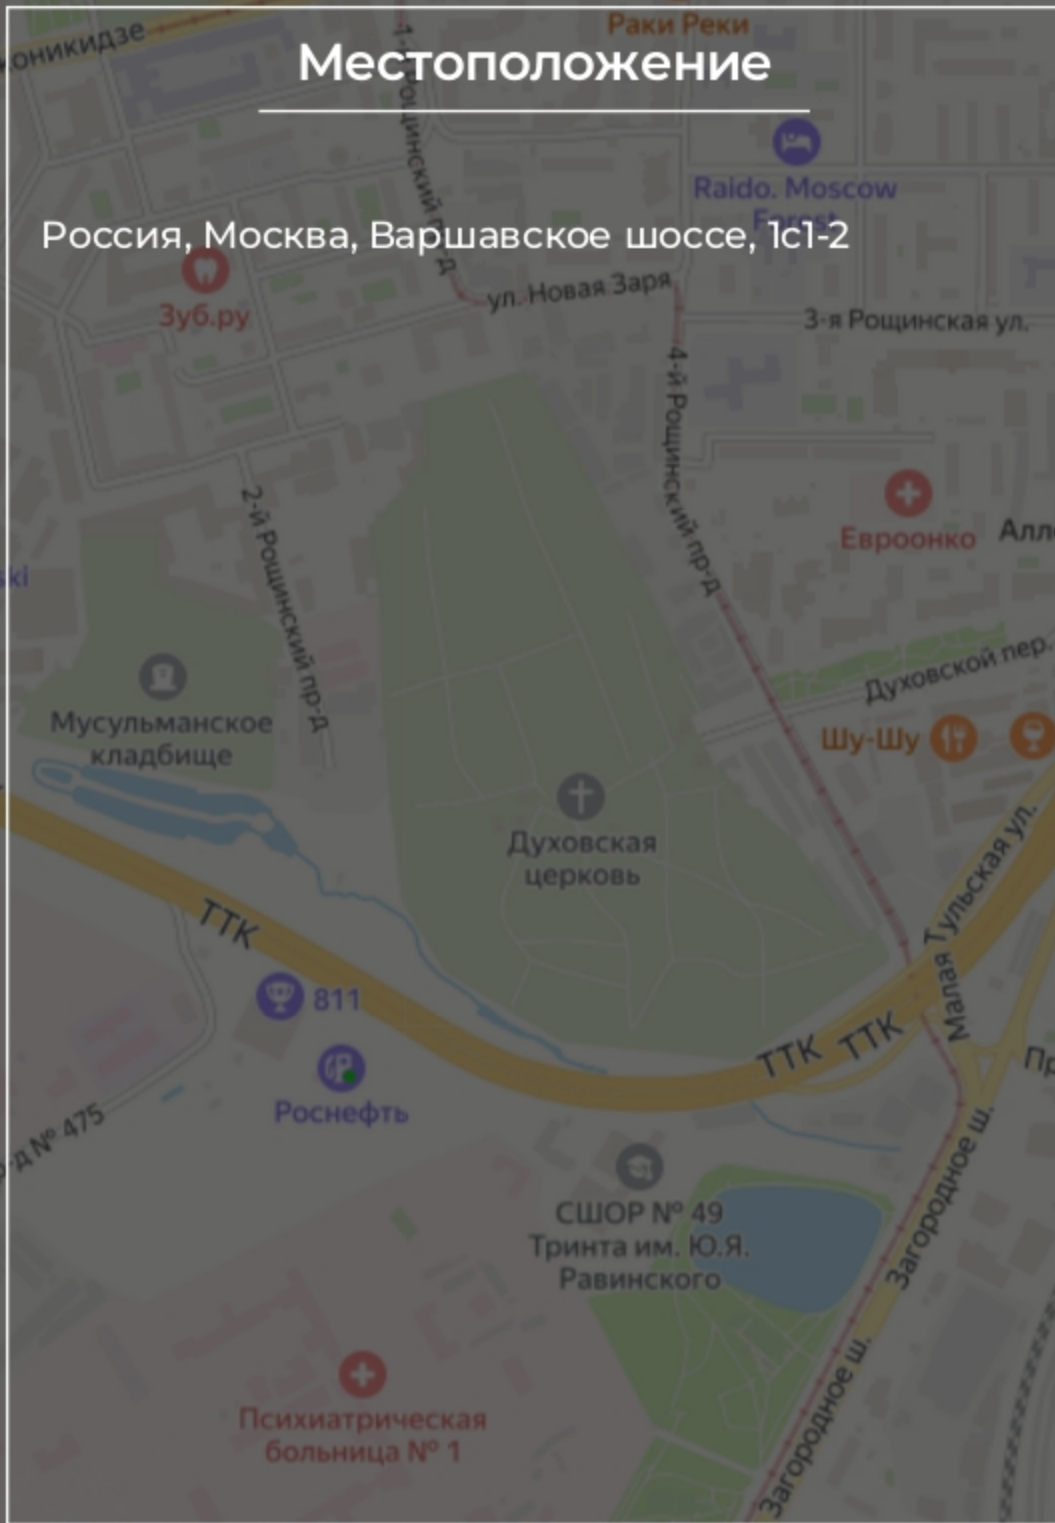 Раки Реки
Местоположение
Raido. Moscow
Forest
Россия, Москва, Варшавское шоссе, 1с1-2
Зуб.ру
ул. Новая Заря
3-я Рощинская ул.
4-й Рощинский пр-д
2-й Рощинский пр-д
Евроонко
Мусульманское
кладбище
Духовской пер.
Шу-Шу
Духовская
церковь
Малая Тульская ул.
ТТК
811
ТТК ТТК
Роснефть
СШОР № 49
Тринта им. Ю.Я.
Равинского
Загородное ш.
Загородное ш.
Психиатрическая
больница № 1